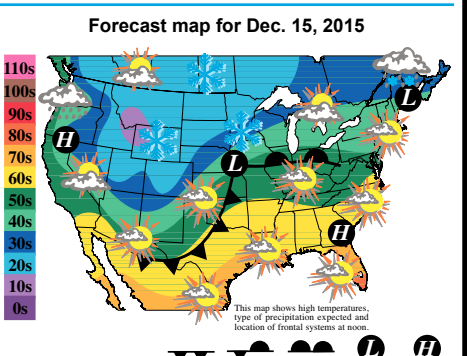 Forecast map for Dec. 15, 2015
110s
100s
90s
80s
70s
60s
50s
40s
30s
20s
10s
0s
L
H
L
H
This map shows high temperatures,
type of precipitation expected and
location of frontal systems at noon.
L
H